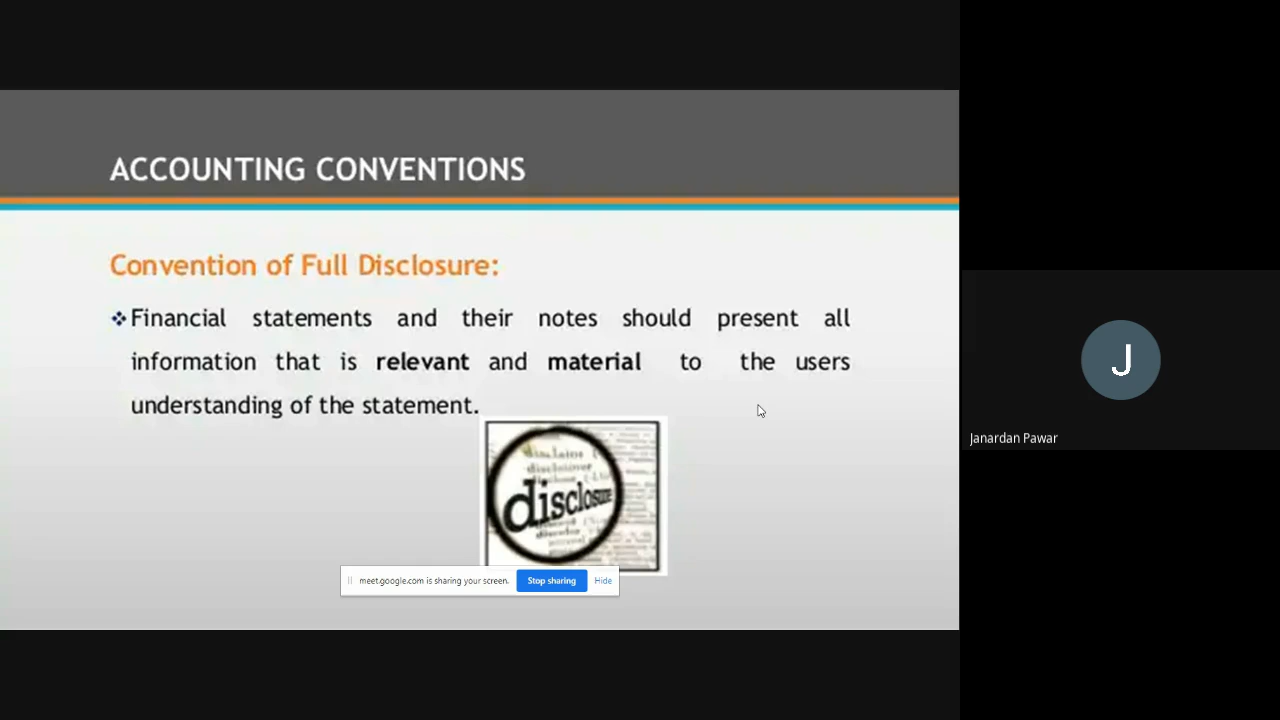 ACCOUNTING CONVENTIONS
Convention of Full Disclosure:
❖Financial statements and their notes should present all
information that is relevant and material to the users
understanding of the statement.
disclosure
meet.google.com is sharing your screen.
Stop sharing
Hide
J
Janardan Pawar